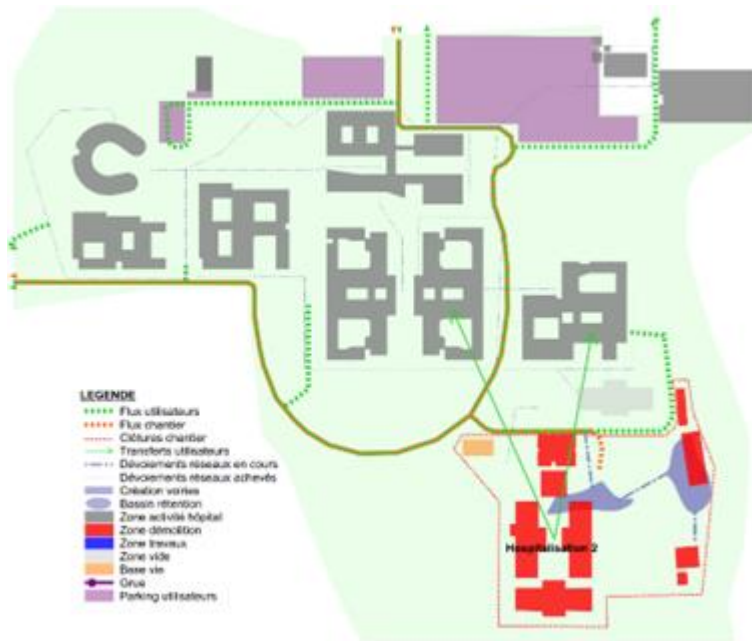 LEGENDE
Flux utilisateurs
Flux chantier
Clôtures chantier
Transferts utilisateurs
Dévoiements réseaux en cours
Dévoiements réseaux achevés
Création voiries
Bassin rétention
Zone activité hôpital
Zone démolition
Zone travaux
Zone vide
Base vie
Grue
Parking utilisateurs
Hospitalisation 2